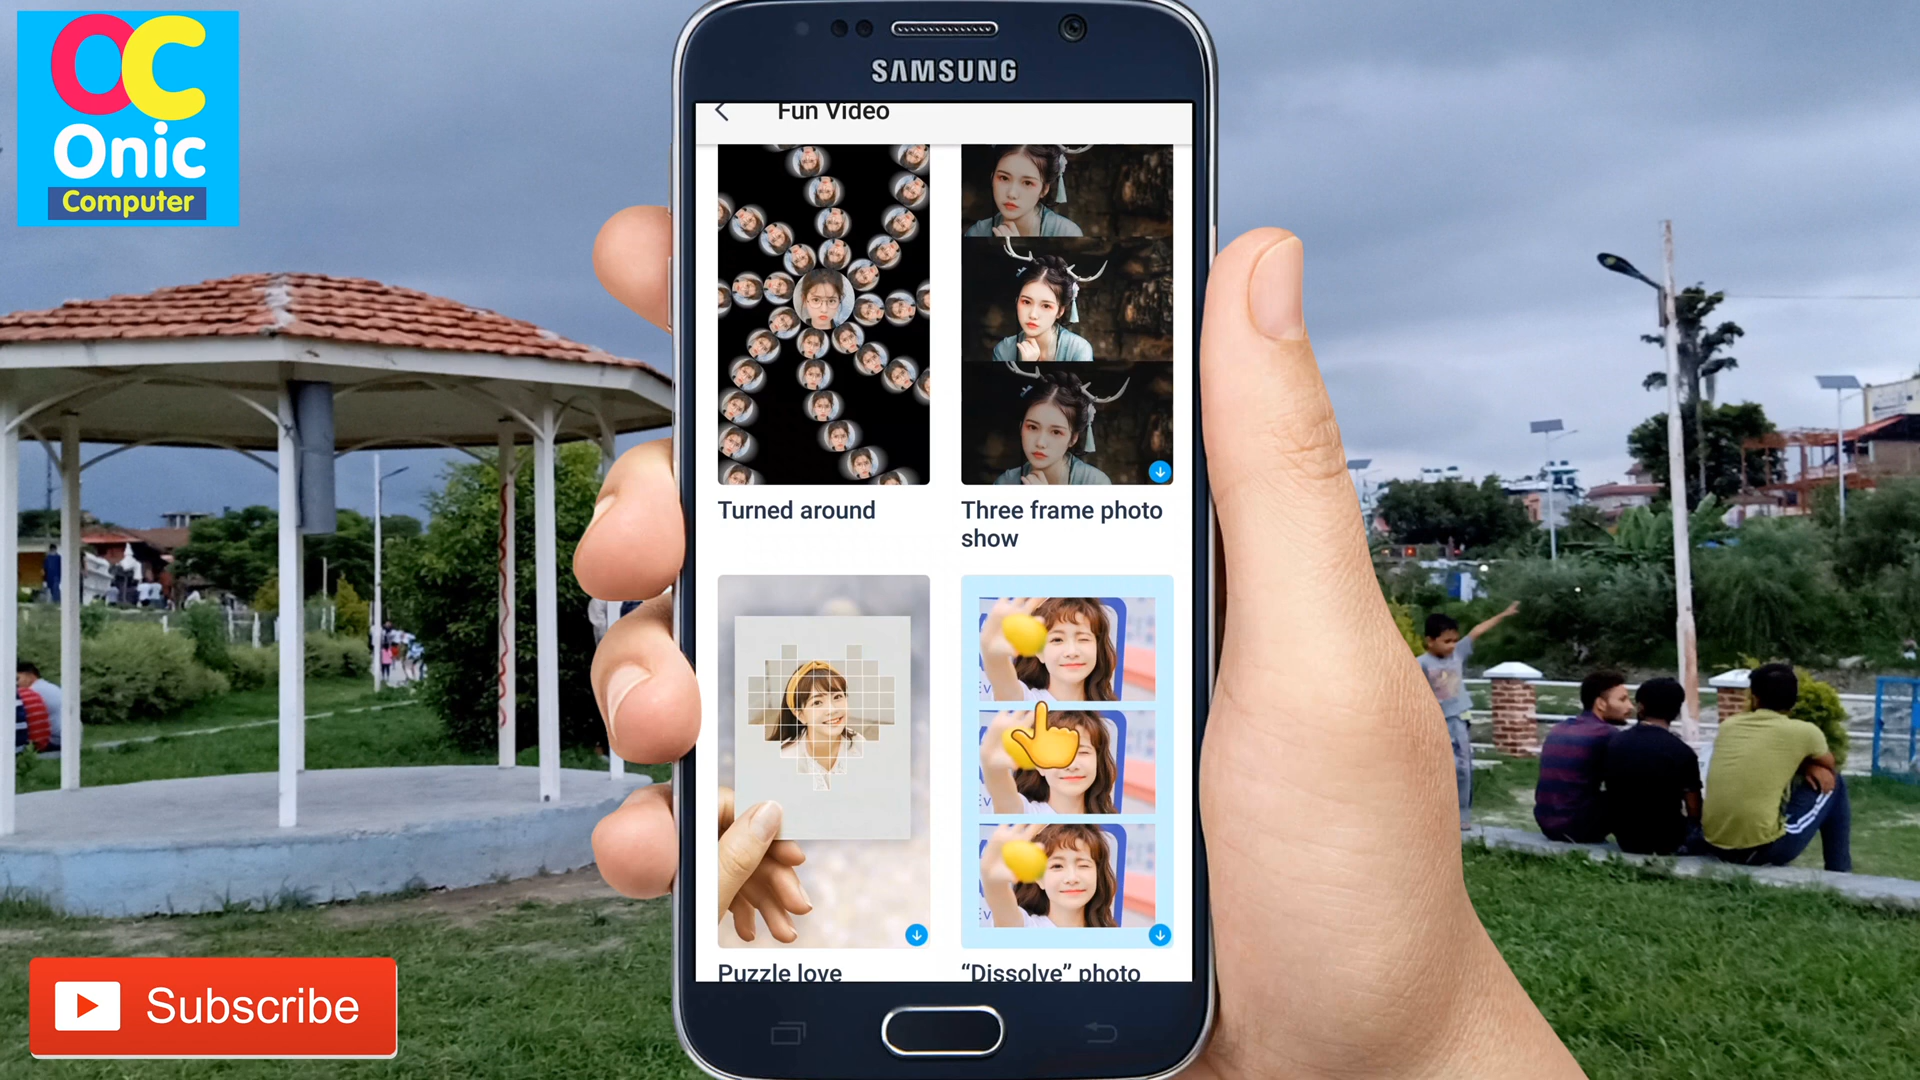 OC
Onic
Computer
SAMSUNG
Fun Video
Turned around
Three frame photo
show
Puzzle love
“Dissolve” photo
Subscribe